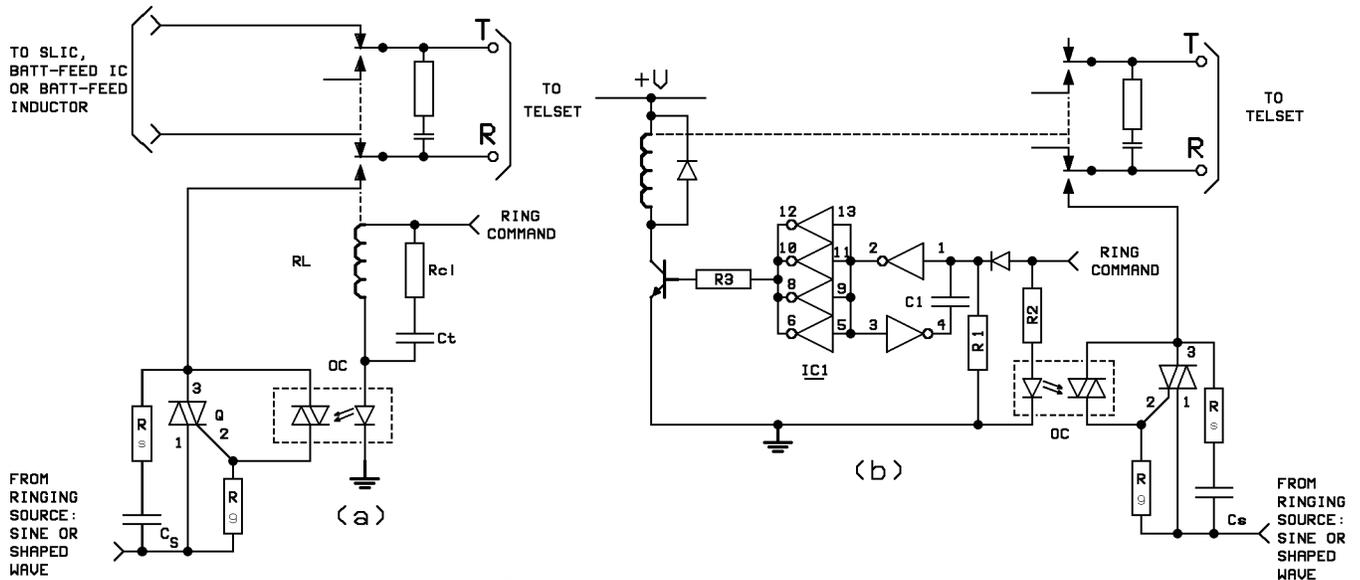 TO SLIC,
BATT-FEED IC
OR BATT-FEED
INDUCTOR
T
R
TO
TELSET
RING
COMMAND
RL
Rcl
Ct
OC
3
Q
2
1
R
s
R
g
Cs
FROM
RINGING
SOURCE:
SINE OR
SHAPED
WAVE
(a)
+V
T
R
TO
TELSET
12
13
10
11
8
9
6
5
2
1
3
4
R3
C1
R1
R2
IC1
RING
COMMAND
OC
3
2
1
R
s
R
g
Cs
FROM
RINGING
SOURCE:
SINE OR
SHAPED
WAVE
(b)